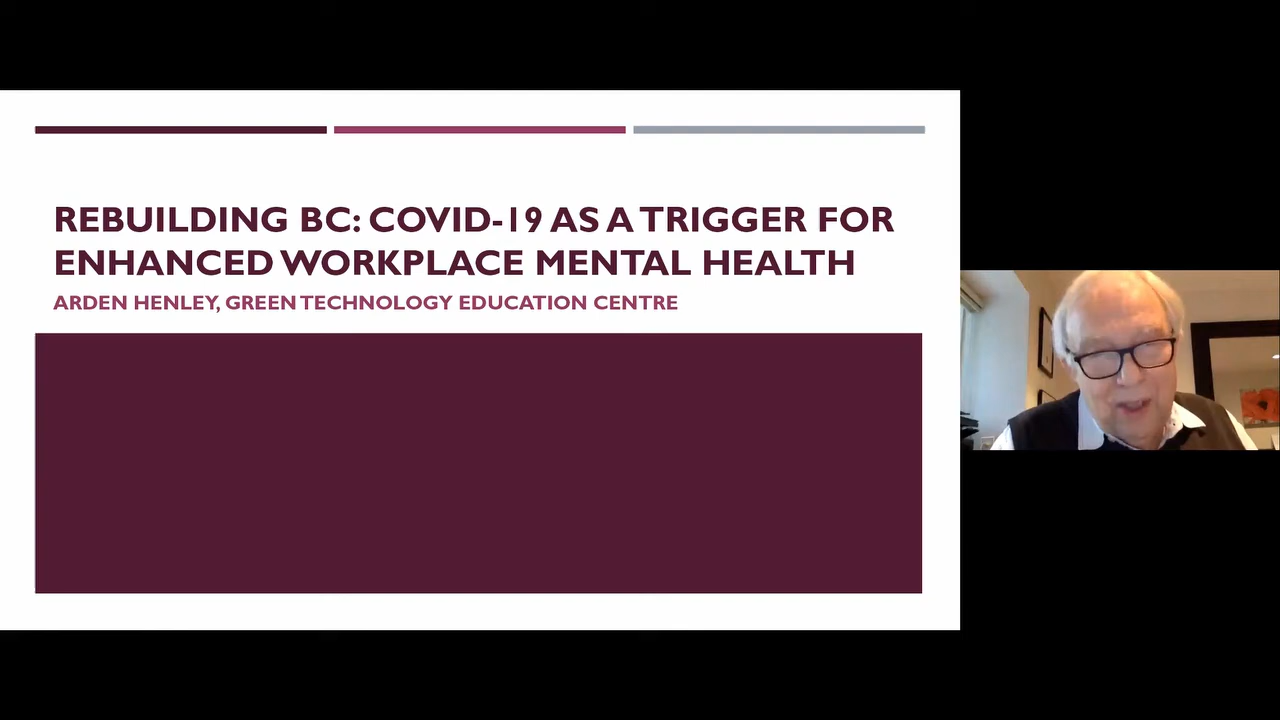 REBUILDING BC: COVID-19 AS A TRIGGER FOR
ENHANCED WORKPLACE MENTAL HEALTH
ARDEN HENLEY, GREEN TECHNOLOGY EDUCATION CENTRE